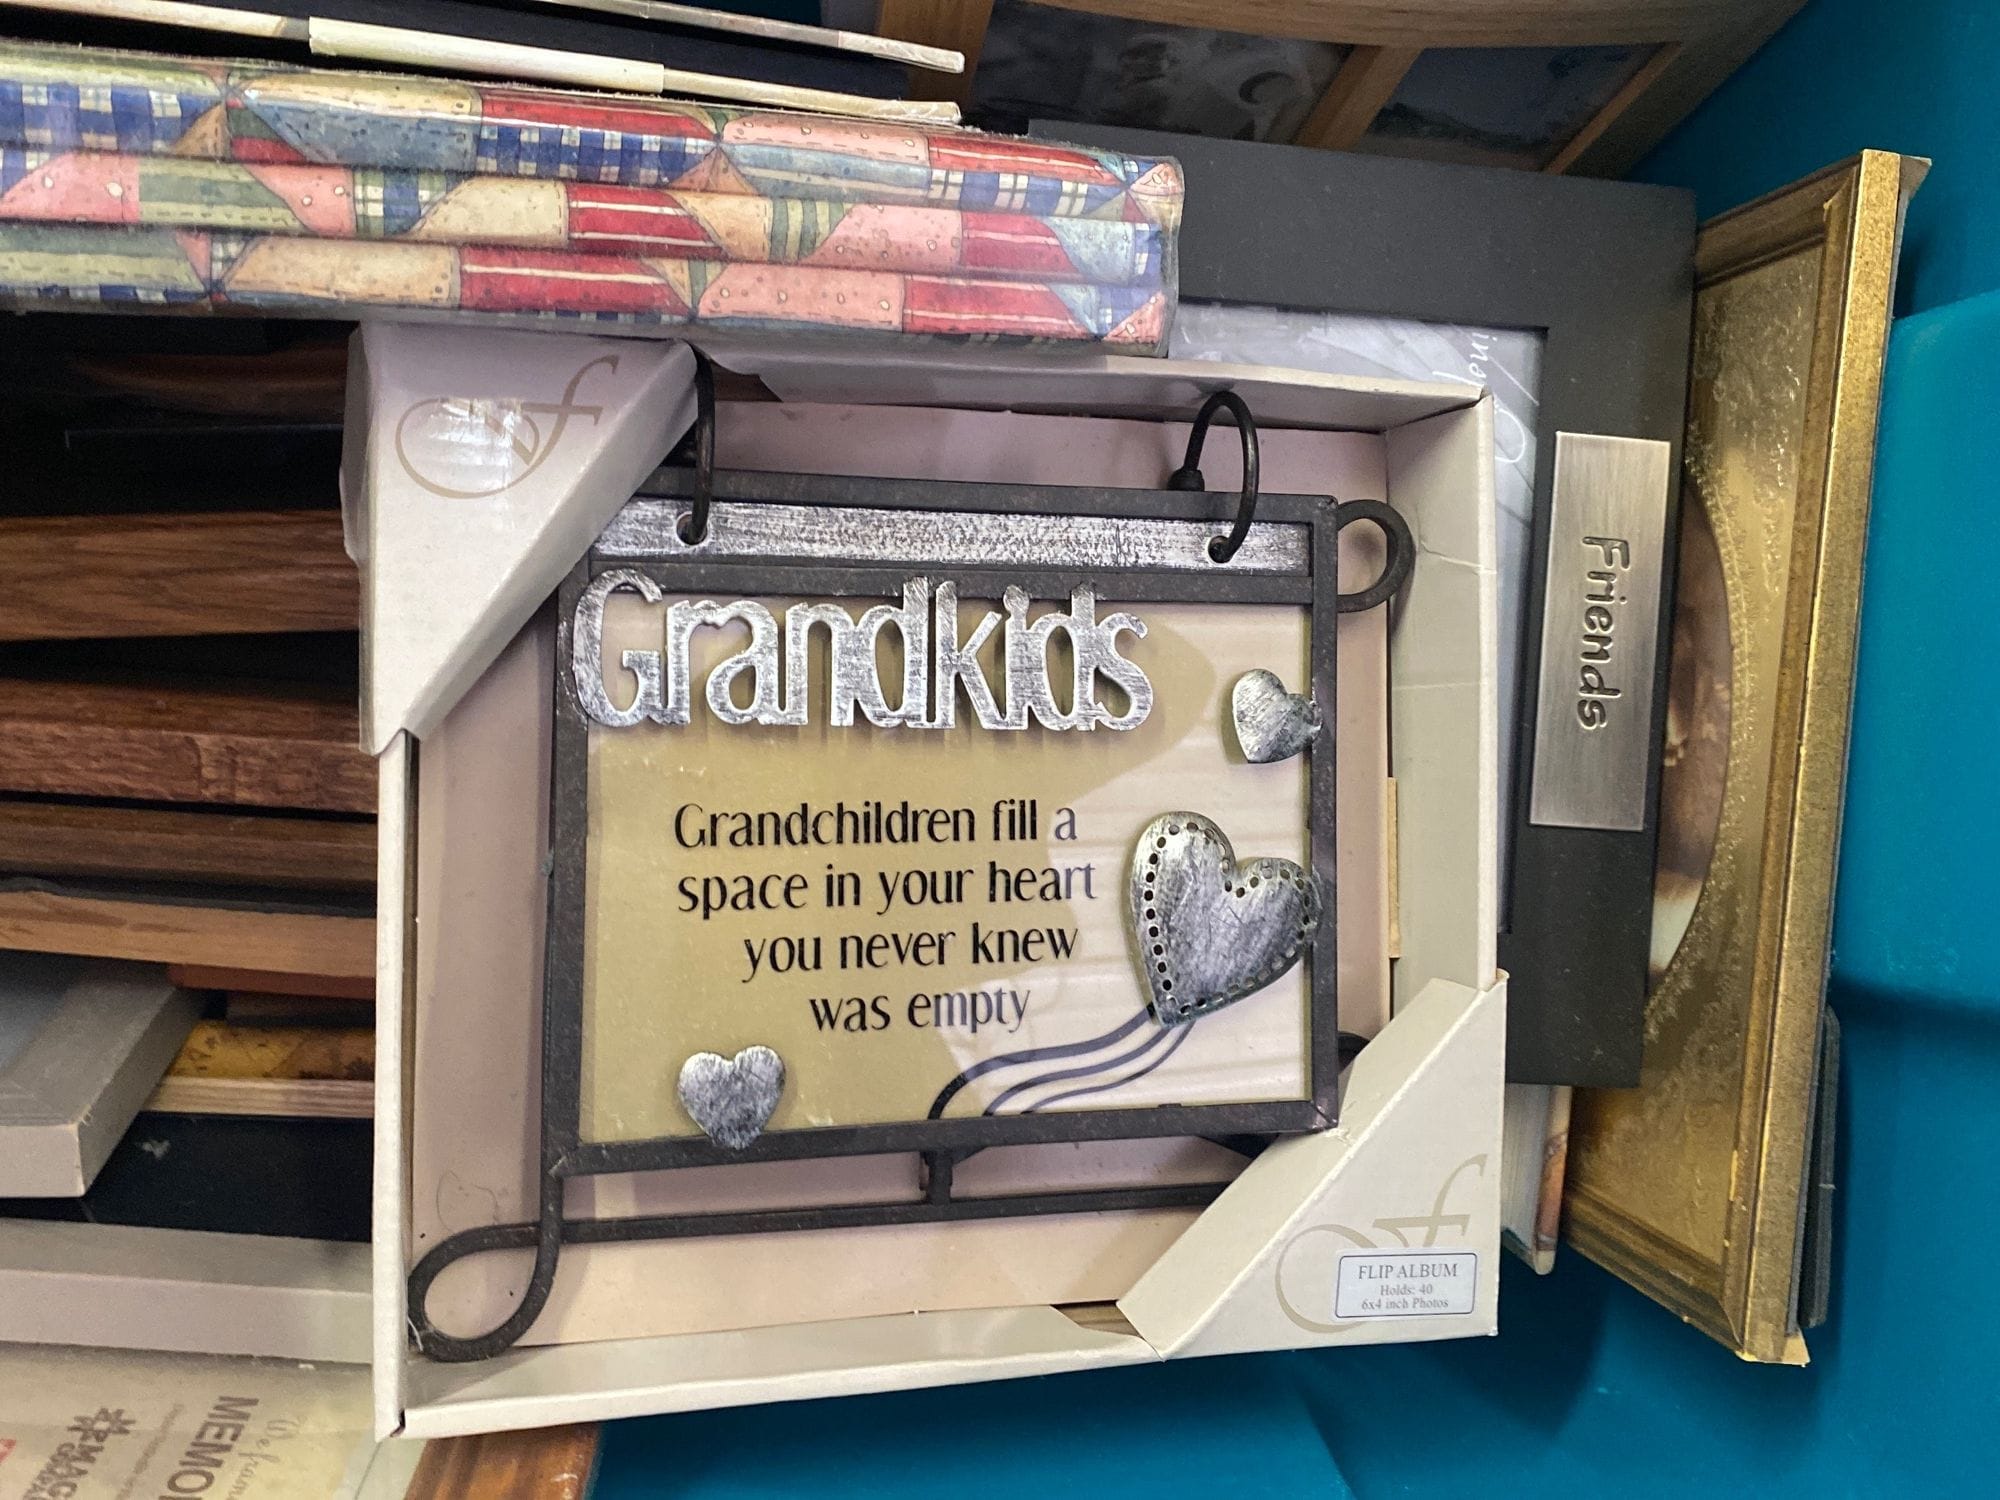 Grandkids
Grandchildren fill a
space in your heart
you never knew
was empty
FLIP ALBUM
Holds: 40
6x4 inch Photos
Friends
MEMO